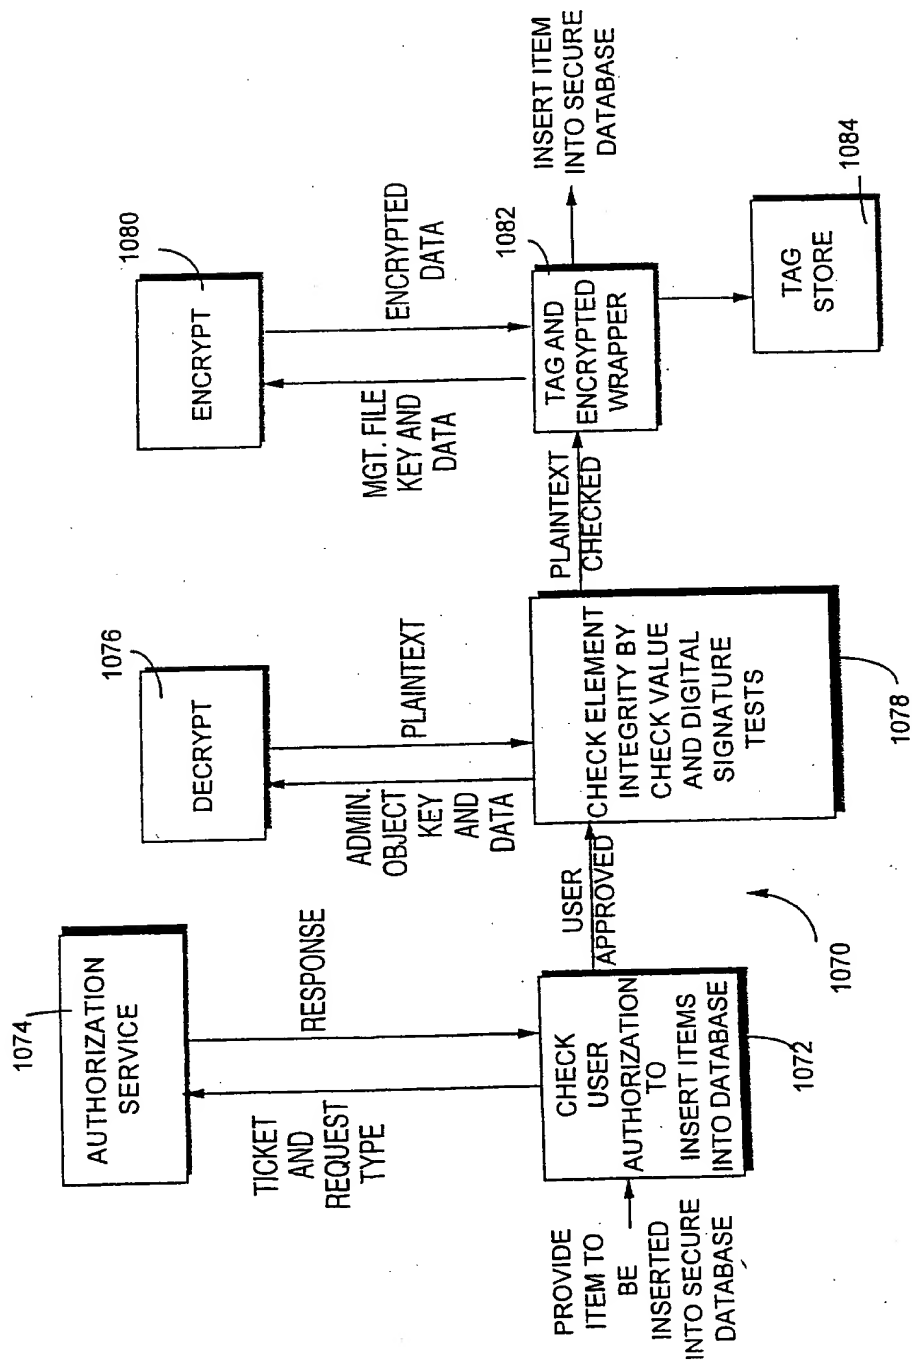 1074
AUTHORIZATION
SERVICE
TICKET
AND
REQUEST
TYPE
RESPONSE
PROVIDE
ITEM TO
BE
INSERTED
INTO SECURE
DATABASE
CHECK
USER
AUTHORIZATION
TO
INSERT ITEMS
INTO DATABASE
1072
1070
USER
APPROVED
1076
DECRYPT
ADMIN.
OBJECT
KEY
AND
DATA
PLAINTEXT
CHECK ELEMENT
INTEGRITY BY
CHECK VALUE
AND DIGITAL
SIGNATURE
TESTS
1078
PLAINTEXT
CHECKED
1080
ENCRYPT
MGT. FILE
KEY AND
DATA
ENCRYPTED
DATA
1082
TAG AND
ENCRYPTED
WRAPPER
INSERT ITEM
INTO SECURE
DATABASE
TAG
STORE
1084